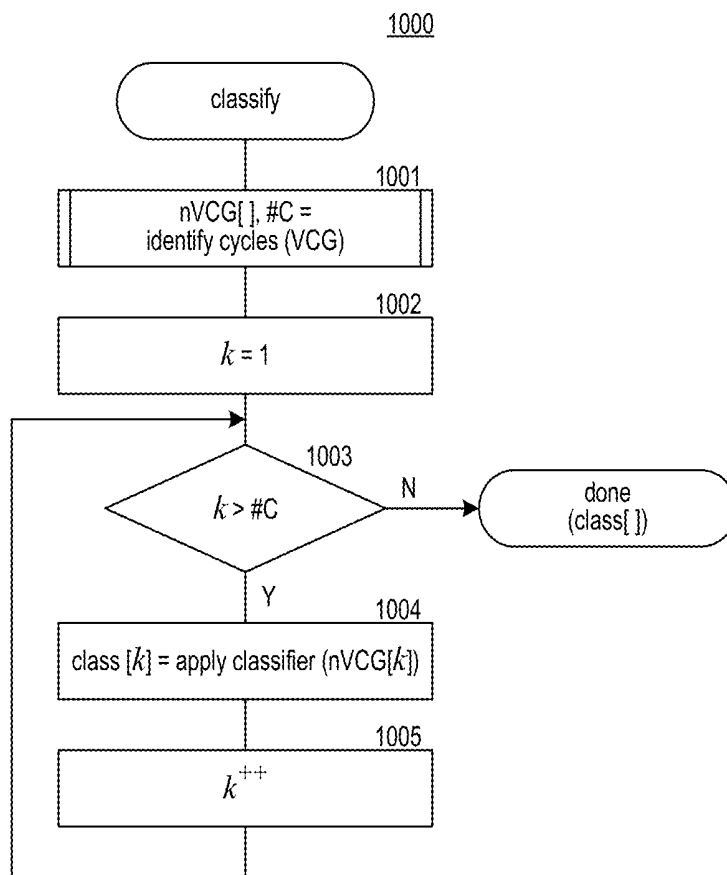 1000
classify
1001
nVCG[ ], #C =
identify cycles (VCG)
1002
k = 1
1003
k > #C
N
done
(class[ ])
Y
1004
class [k] = apply classifier (nVCG[k])
1005
k++